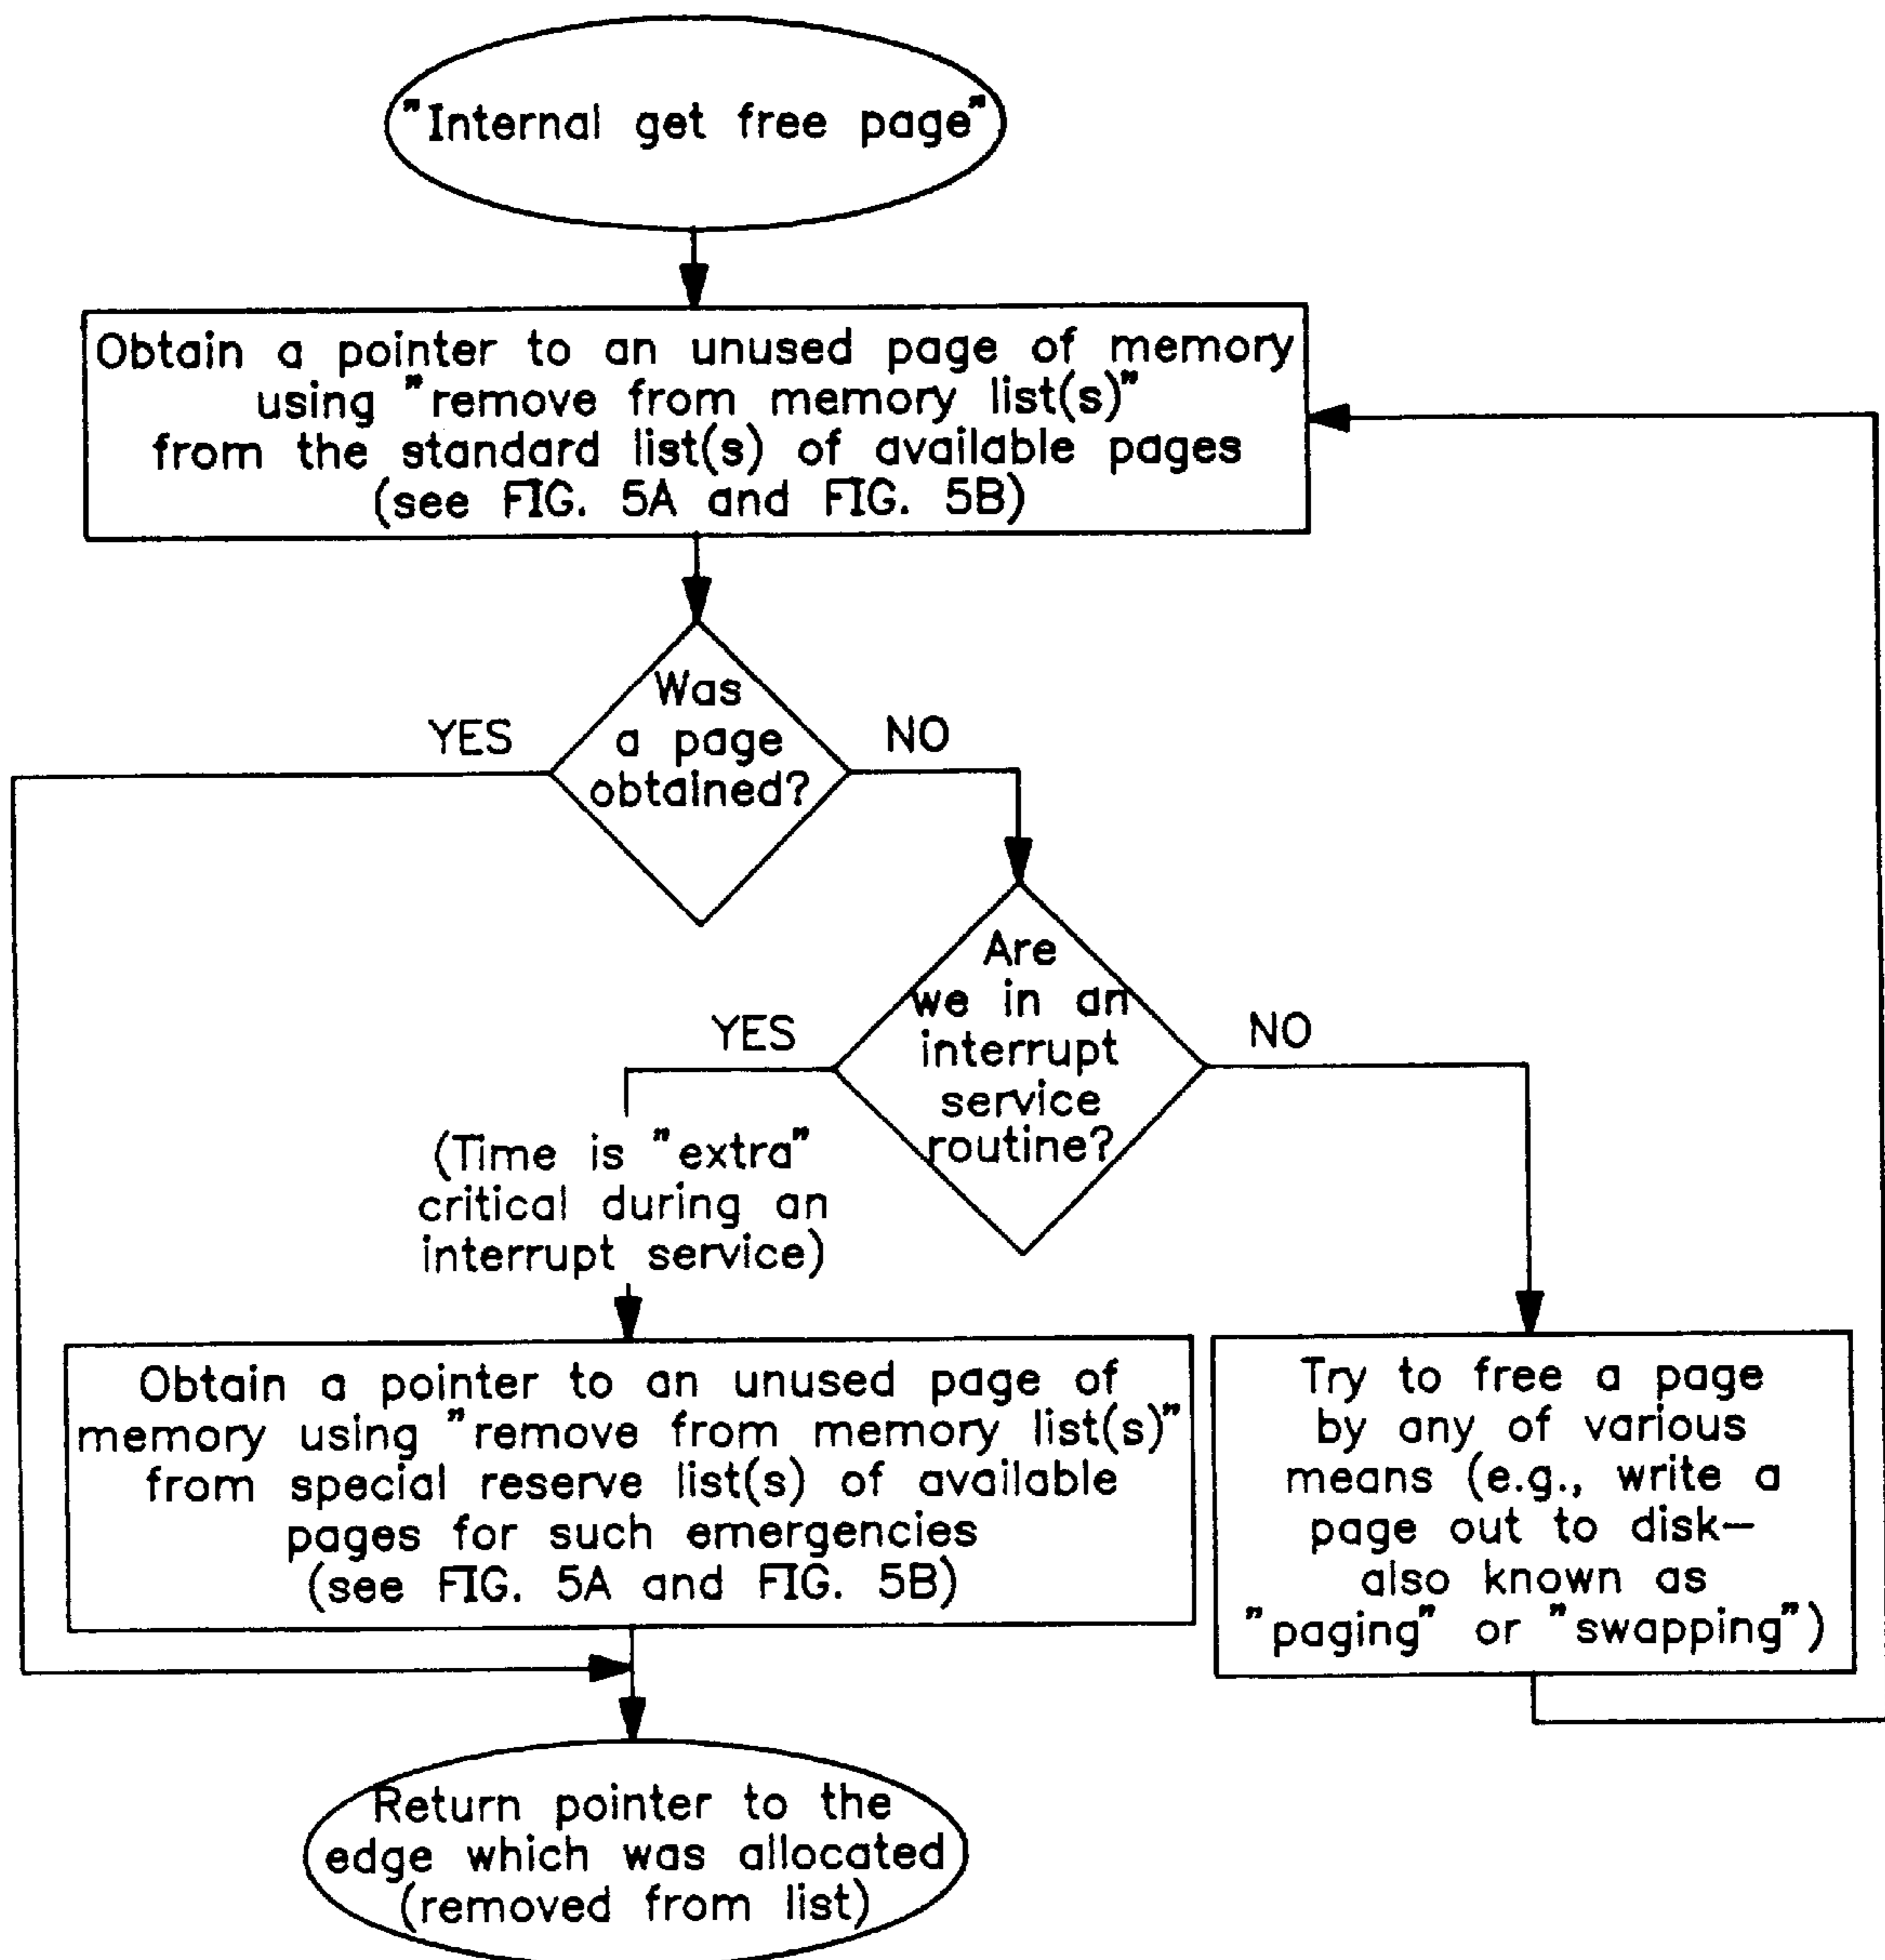 "Internal get free page"
Obtain a pointer to an unused page of memory
using "remove from memory list(s)"
from the standard list(s) of available pages
(see FIG. 5A and FIG. 5B)
Was
a page
obtained?
YES
NO
Are
we in an
interrupt
service
routine?
YES
NO
(Time is "extra"
critical during an
interrupt service)
Obtain a pointer to an unused page of
memory using "remove from memory list(s)"
from special reserve list(s) of available
pages for such emergencies
(see FIG. 5A and FIG. 5B)
Try to free a page
by any of various
means (e.g., write a
page out to disk—
also known as
"paging" or "swapping")
Return pointer to the
edge which was allocated
(removed from list)